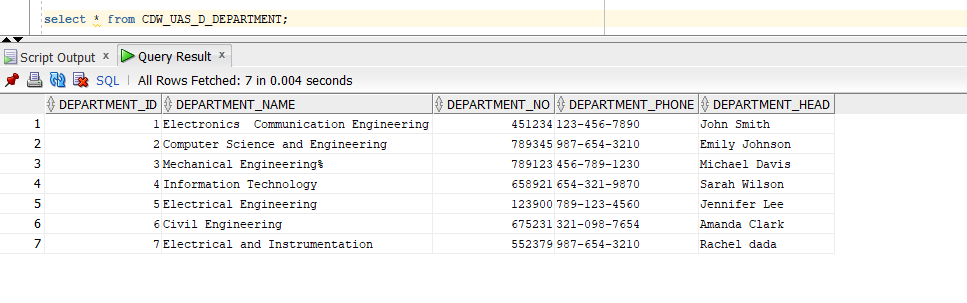 select * from CDW_UAS_D_DEPARTMENT;
Script Output x Query Result x
SQL | All Rows Fetched: 7 in 0.004 seconds
DEPARTMENT_ID DEPARTMENT_NAME DEPARTMENT_NO DEPARTMENT_PHONE DEPARTMENT_HEAD
1 1 Electronics  Communication Engineering 451234 123-456-7890 John Smith
2 2 Computer Science and Engineering 789345 987-654-3210 Emily Johnson
3 3 Mechanical Engineering% 789123 456-789-1230 Michael Davis
4 4 Information Technology 658921 654-321-9870 Sarah Wilson
5 5 Electrical Engineering 123900 789-123-4560 Jennifer Lee
6 6 Civil Engineering 675231 321-098-7654 Amanda Clark
7 7 Electrical and Instrumentation 552379 987-654-3210 Rachel dada